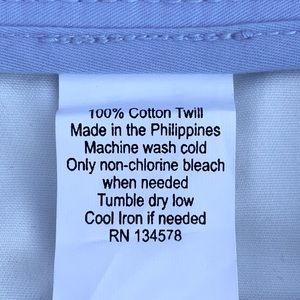 100% Cotton Twill
Made in the Philippines
Machine wash cold
Only non-chlorine bleach
when needed
Tumble dry low
Cool Iron if needed
RN 134578